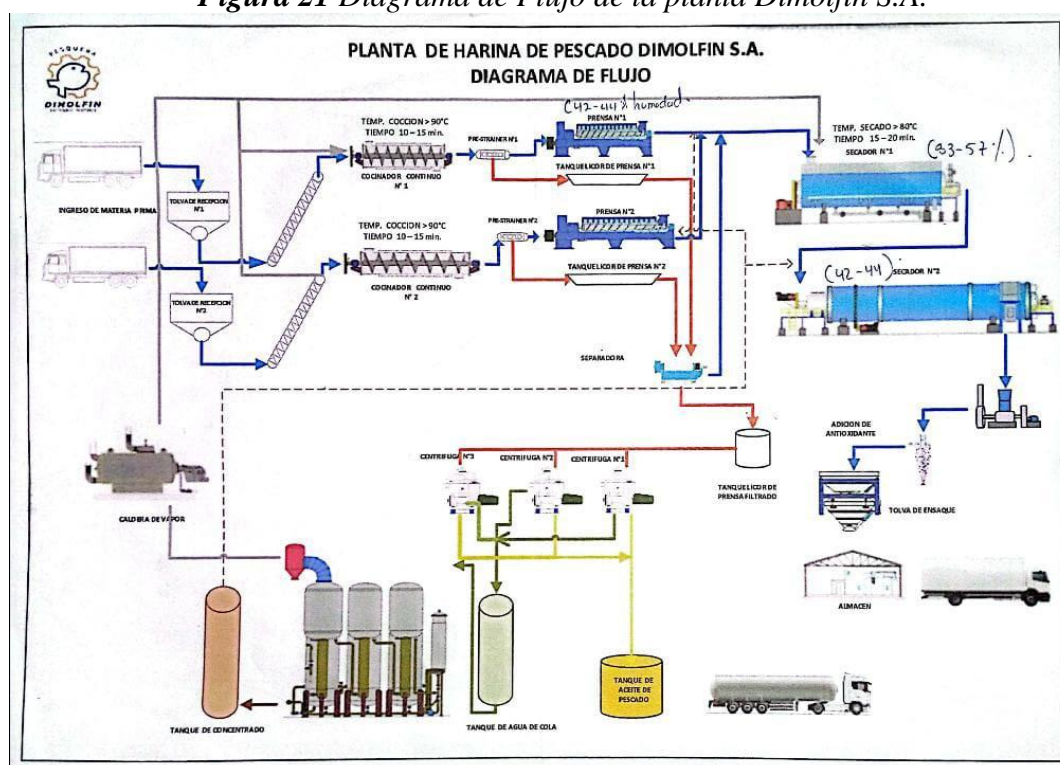 Figura 21 Diagrama de Flujo de la planta Dimolfin S.A.
PESQUERA
DIMOLFIN
PLANTA DE HARINA DE PESCADO DIMOLFIN S.A.
DIAGRAMA DE FLUJO
(42-44% humedad.
TEMP. COCCION > 90°C
TIEMPO 10 – 15 min.
PRE-STRAINER N°1
PRENSA N°1
TEMP. SECADO > 80°C
TIEMPO 15 – 20 min.
SECADOR N°1
(53-57%).
COCINADOR CONTINUO
N° 1
TANQUE LICOR DE PRENSA N°1
TOLVA DE RECEPCION
N°1
INGRESO DE MATERIA PRIMA
TEMP. COCCION > 90°C
TIEMPO 10 – 15 min.
PRE-STRAINER N°2
PRENSA N°2
COCINADOR CONTINUO
N° 2
TANQUE LICOR DE PRENSA N°2
(42-44)
SECADOR N°2
TOLVA DE RECEPCION
N°2
SEPARADORA
ADICION DE
ANTIOXIDANTE
CENTRIFUGA N°3
CENTRIFUGA N°2
CENTRIFUGA N°1
TANQUE LICOR DE
PRENSA FILTRADO
TOLVA DE ENSAQUE
CALDERA DE VAPOR
ALMACEN
TANQUE DE
ACEITE DE
PESCADO
TANQUE DE CONCENTRADO
TANQUE DE AGUA DE COLA